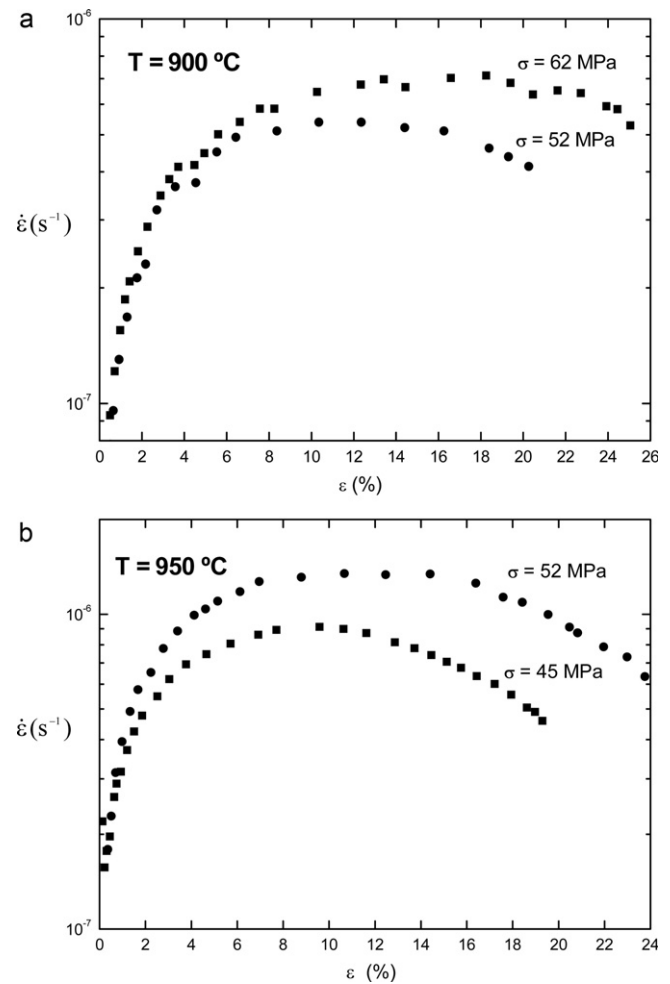 a
T = 900 ºC
σ = 62 MPa
σ = 52 MPa
ε̇ (s⁻¹)
10⁻⁶
10⁻⁷
0 2 4 6 8 10 12 14 16 18 20 22 24 26
ε (%)
b
T = 950 ºC
σ = 52 MPa
σ = 45 MPa
ε̇ (s⁻¹)
10⁻⁶
10⁻⁷
0 2 4 6 8 10 12 14 16 18 20 22 24
ε (%)